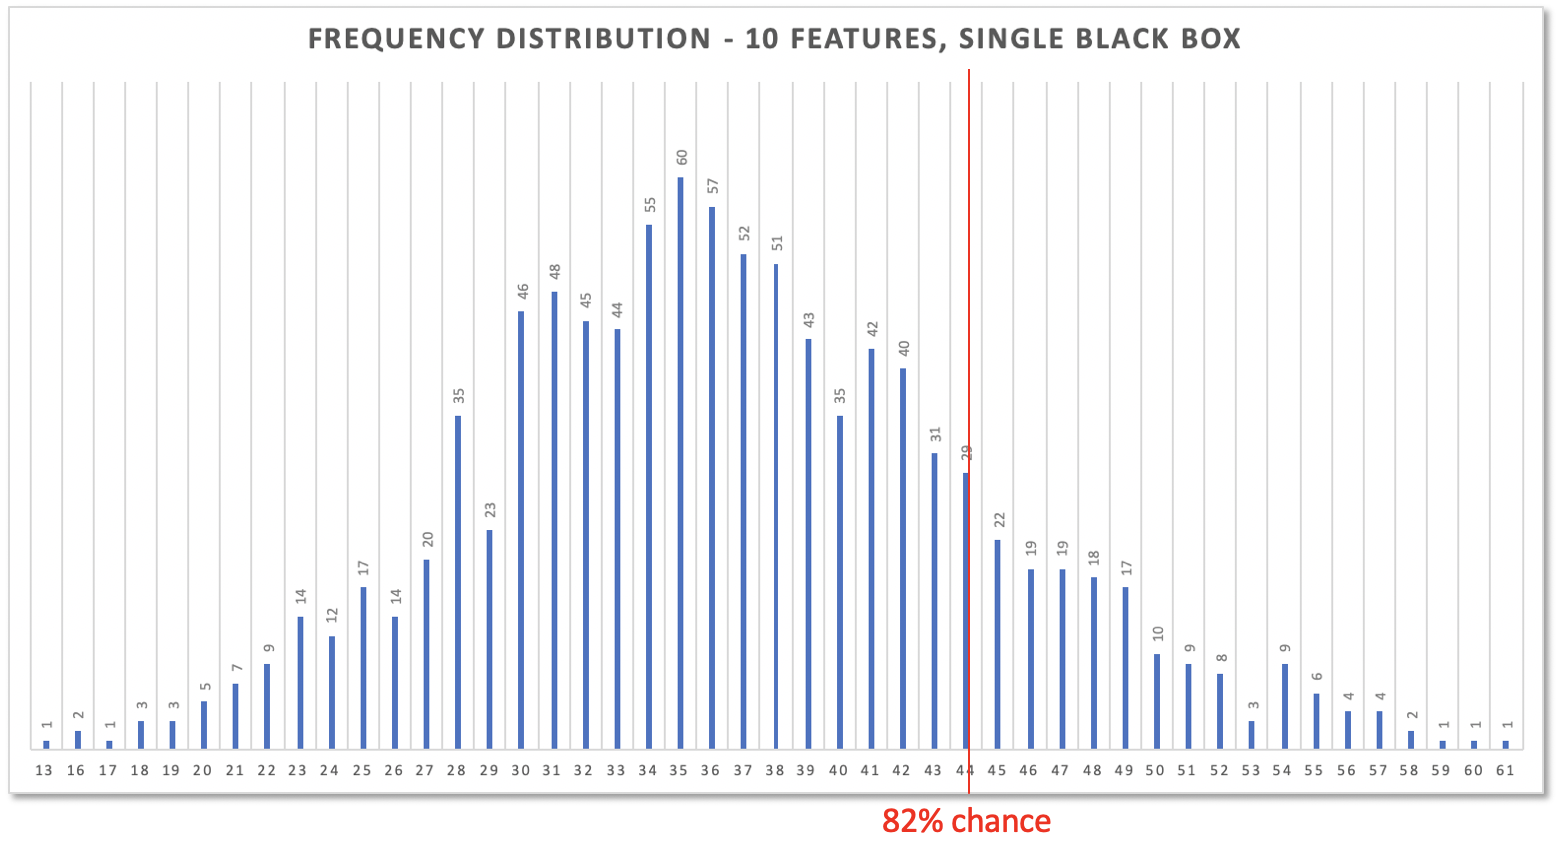 FREQUENCY DISTRIBUTION - 10 FEATURES, SINGLE BLACK BOX
1 2 1 3 3 5 7 9 14 12 17 14 20 35 23 46 48 45 44 55 60 57 52 51 43 35 42 40 31 29 22 19 19 18 17 10 9 8 3 9 6 4 4 2 1 1 1
13 16 17 18 19 20 21 22 23 24 25 26 27 28 29 30 31 32 33 34 35 36 37 38 39 40 41 42 43 44 45 46 47 48 49 50 51 52 53 54 55 56 57 58 59 60 61
82% chance